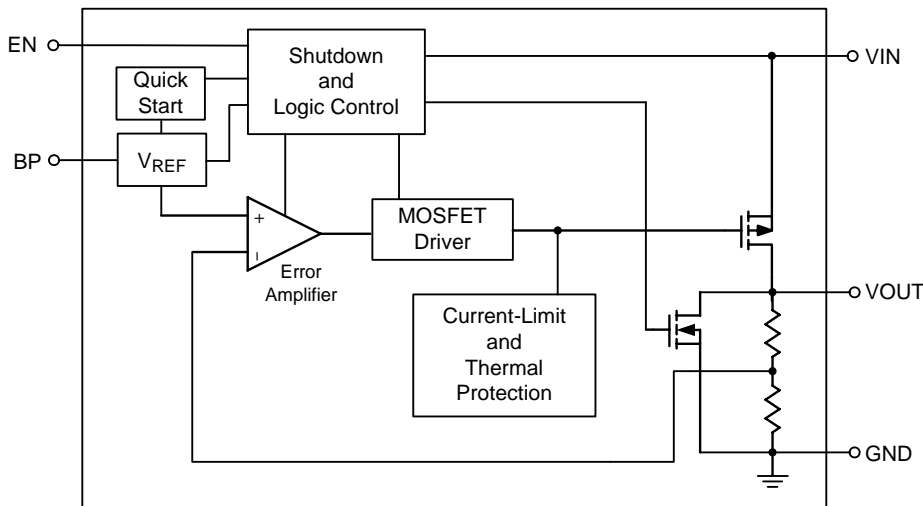 EN
Shutdown
and
Logic Control
VIN
Quick
Start
BP
VREF
+
−
MOSFET
Driver
Error
Amplifier
VOUT
Current-Limit
and
Thermal
Protection
GND